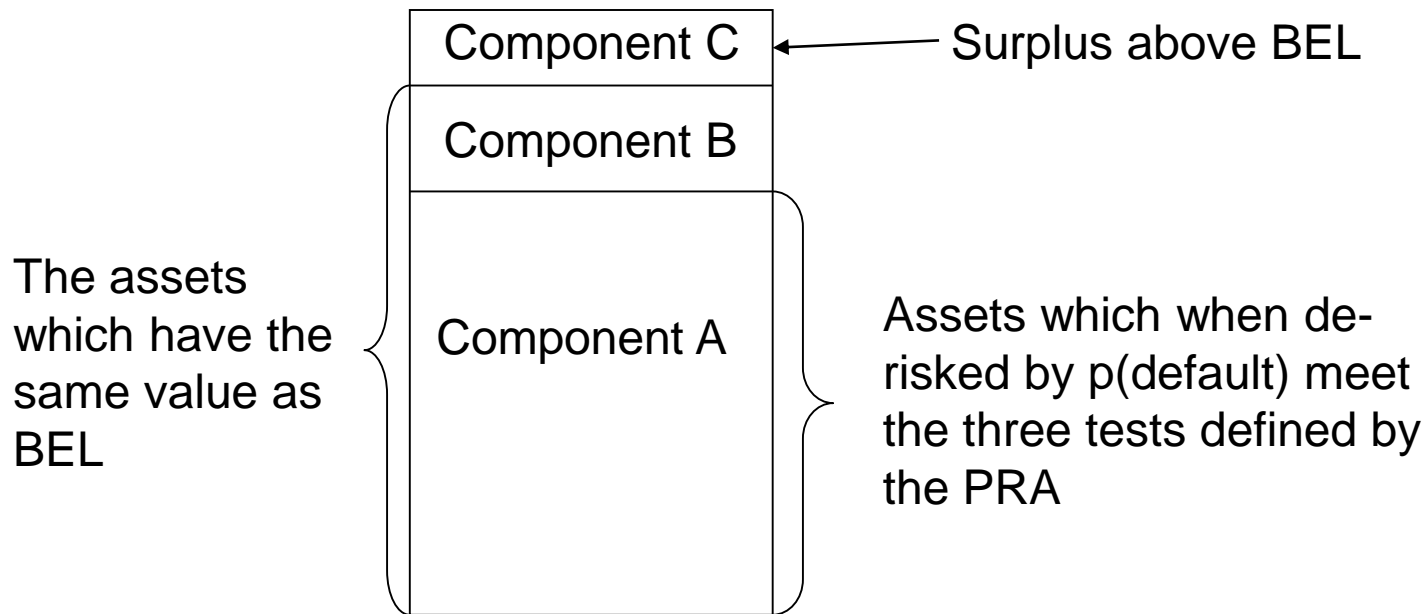 Component C
Surplus above BEL
Component B
The assets
which have the
same value as
BEL
Component A
Assets which when de-
risked by p(default) meet
the three tests defined by
the PRA